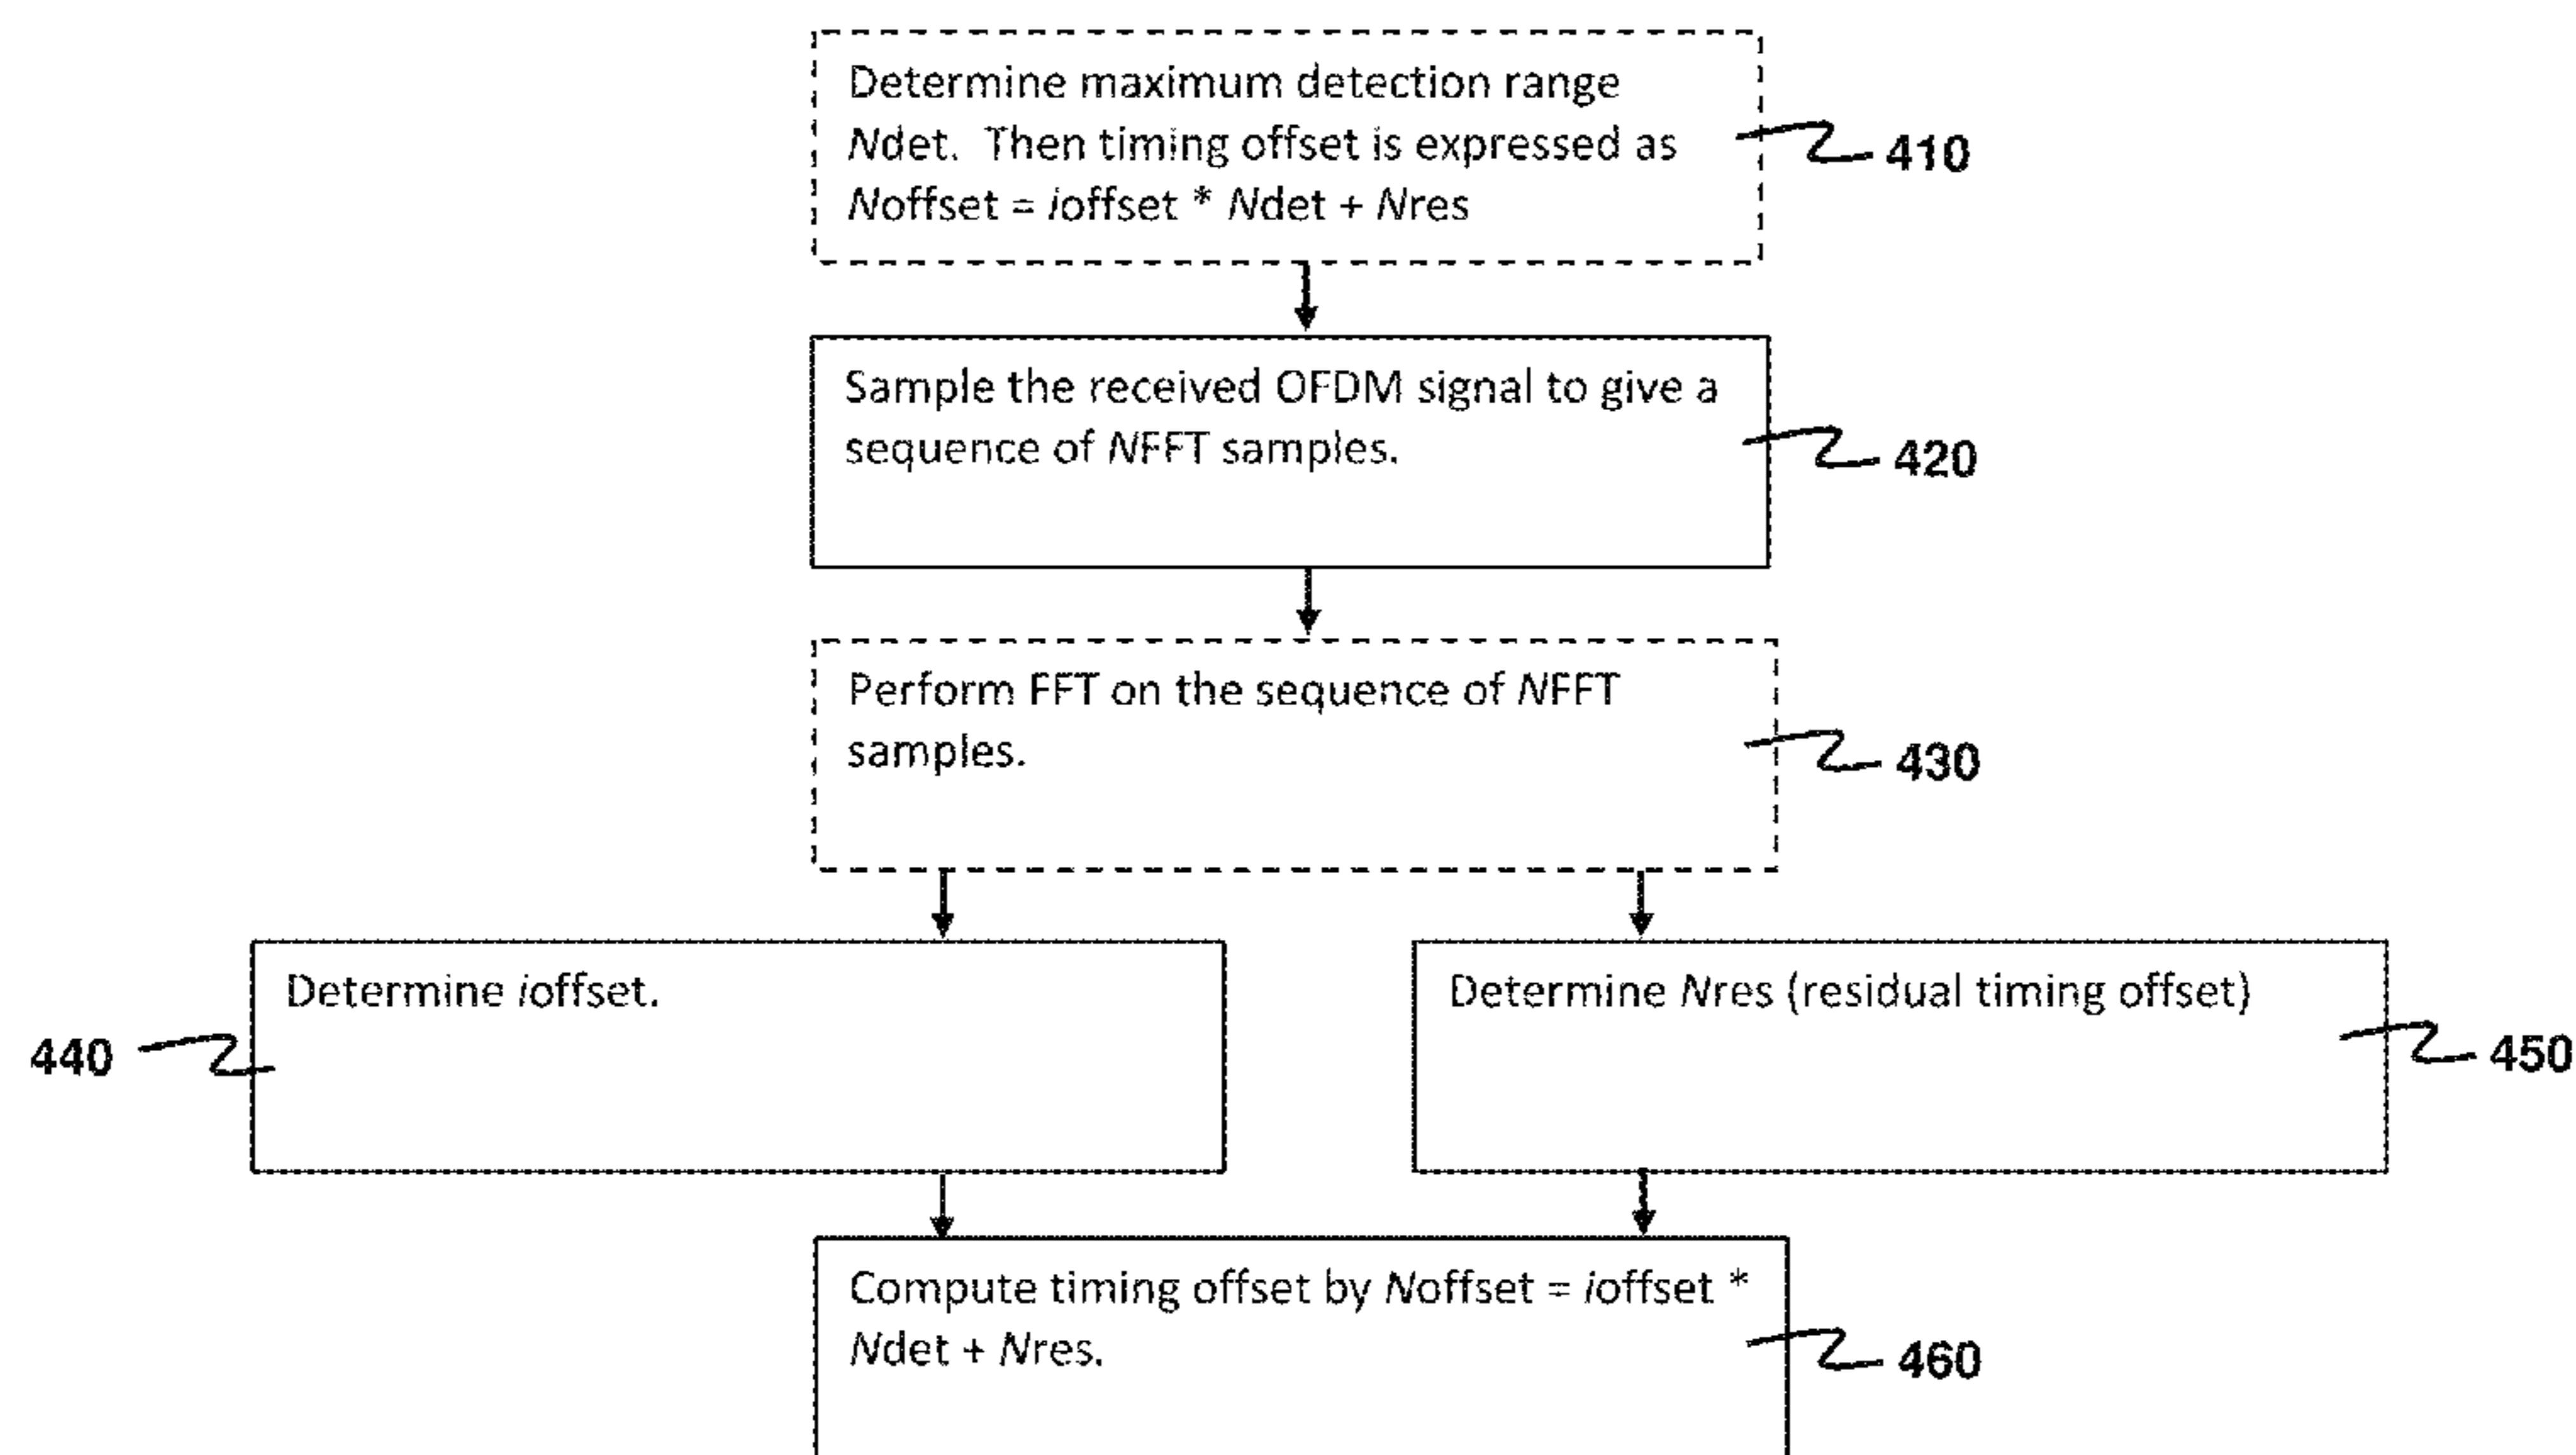 Determine maximum detection range
Ndet. Then timing offset is expressed as
Noffset = ioffset * Ndet + Nres
410
Sample the received OFDM signal to give a
sequence of NFFT samples.
420
Perform FFT on the sequence of NFFT
samples.
430
Determine ioffset.
440
Determine Nres (residual timing offset)
450
Compute timing offset by Noffset = ioffset *
Ndet + Nres.
460